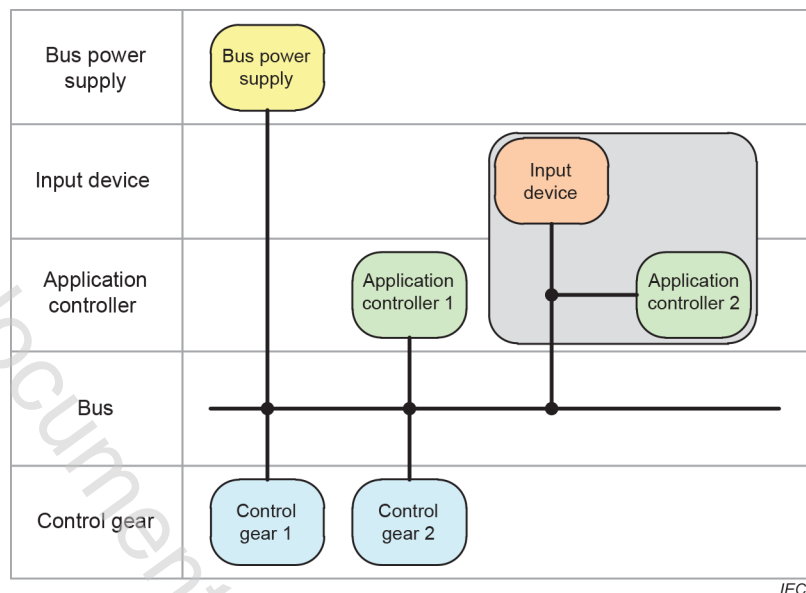 Bus power
supply
Bus power
supply
Input device
Input
device
Application
controller
Application
controller 1
Application
controller 2
Bus
Control gear
Control
gear 1
Control
gear 2
IEC